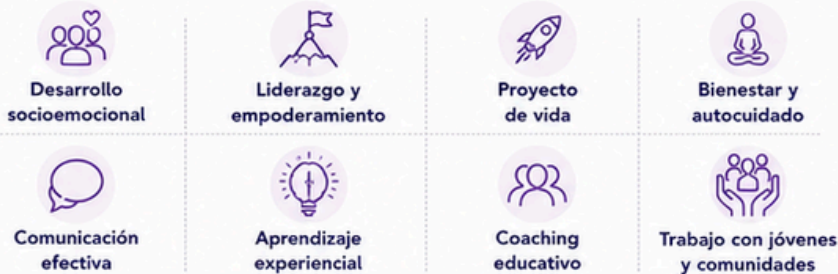 Desarrollo
socioemocional
Liderazgo y
empoderamiento
Proyecto
de vida
Bienestar y
autocuidado
Comunicación
efectiva
Aprendizaje
experiencial
Coaching
educativo
Trabajo con jóvenes
y comunidades